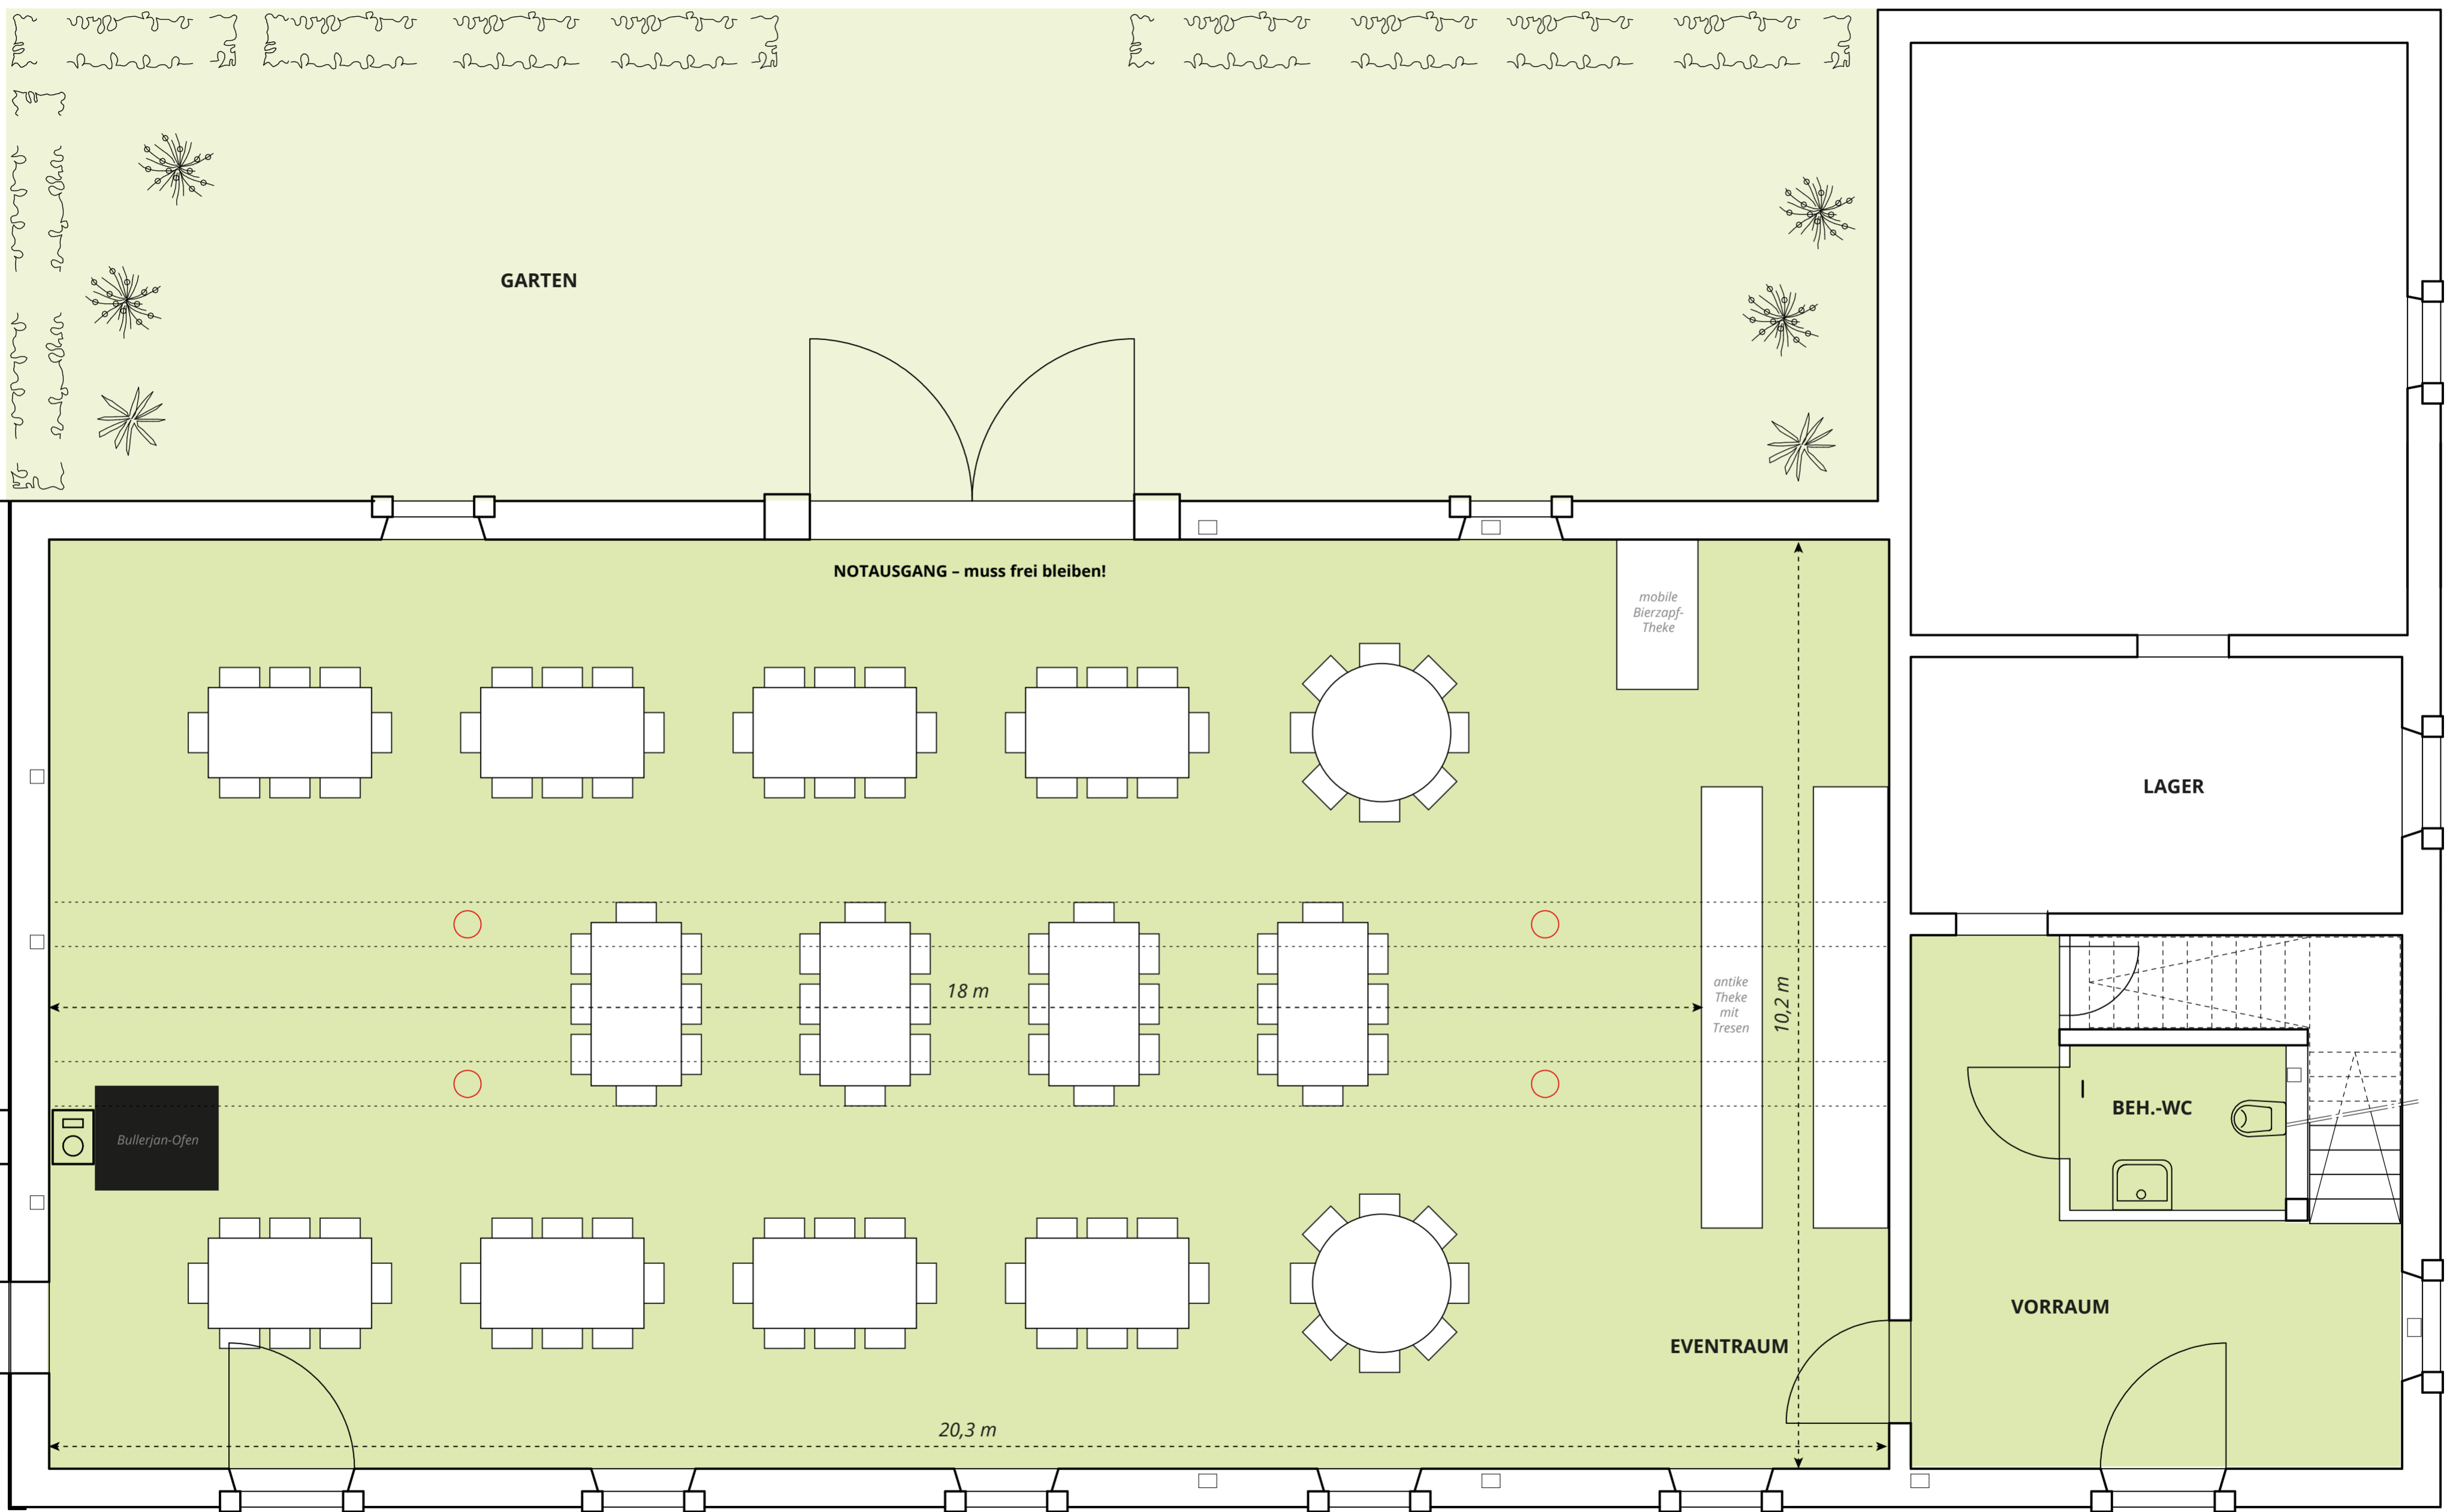 GARTEN
NOTAUSGANG – muss frei bleiben!
mobile
Bierzapf-
Theke
LAGER
18 m
antike
Theke
mit
Tresen
10,2 m
Bullerjan-Ofen
BEH.-WC
VORRAUM
EVENTRAUM
20,3 m